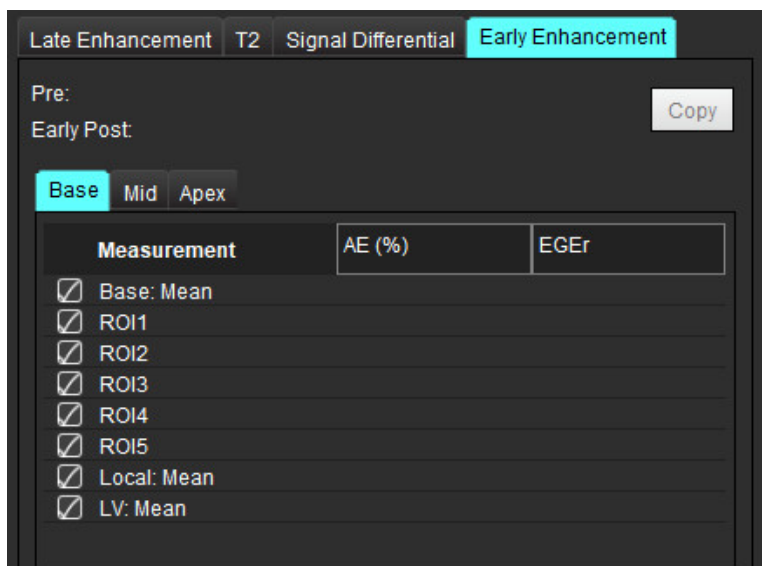 Late Enhancement T2 Signal Differential Early Enhancement
Pre:
Copy
Early Post:
Base Mid Apex
Measurement AE (%) EGEr
Base: Mean
ROI1
ROI2
ROI3
ROI4
ROI5
Local: Mean
LV: Mean